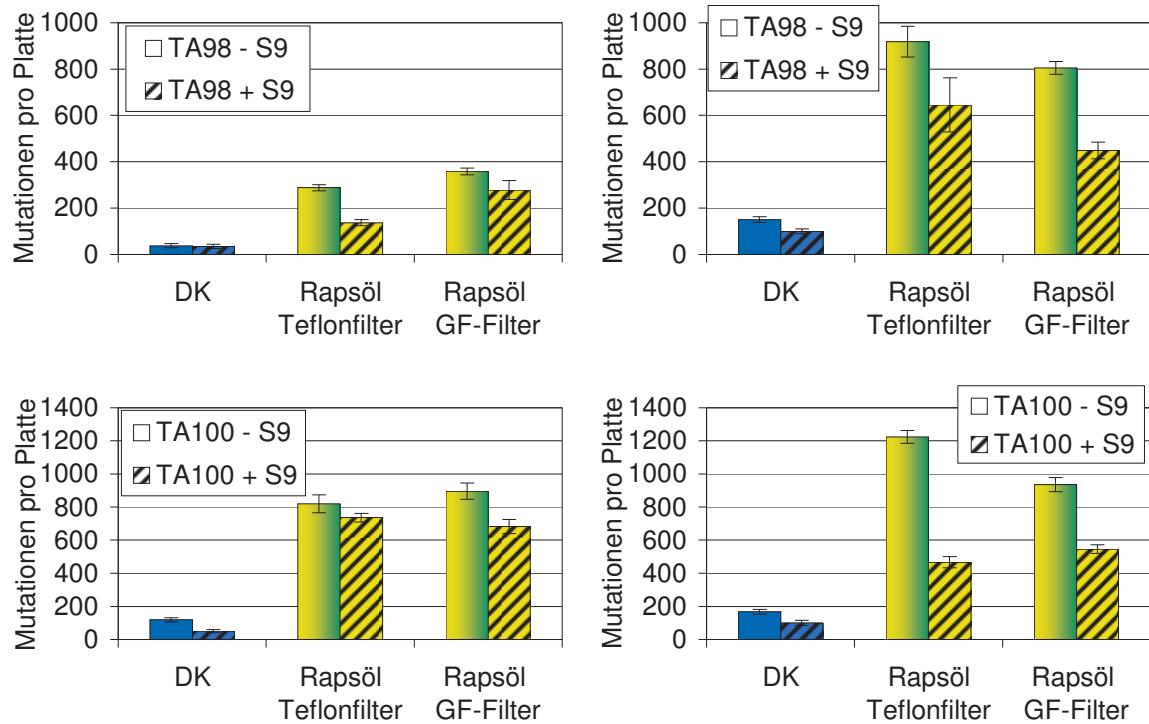 Mutationen pro Platte
1000
800
600
400
200
0
TA98 - S9
TA98 + S9
DK
Rapsöl
Teflonfilter
Rapsöl
GF-Filter
Mutationen pro Platte
1000
800
600
400
200
0
TA98 - S9
TA98 + S9
DK
Rapsöl
Teflonfilter
Rapsöl
GF-Filter
Mutationen pro Platte
1400
1200
1000
800
600
400
200
0
TA100 - S9
TA100 + S9
DK
Rapsöl
Teflonfilter
Rapsöl
GF-Filter
Mutationen pro Platte
1400
1200
1000
800
600
400
200
0
TA100 - S9
TA100 + S9
DK
Rapsöl
Teflonfilter
Rapsöl
GF-Filter